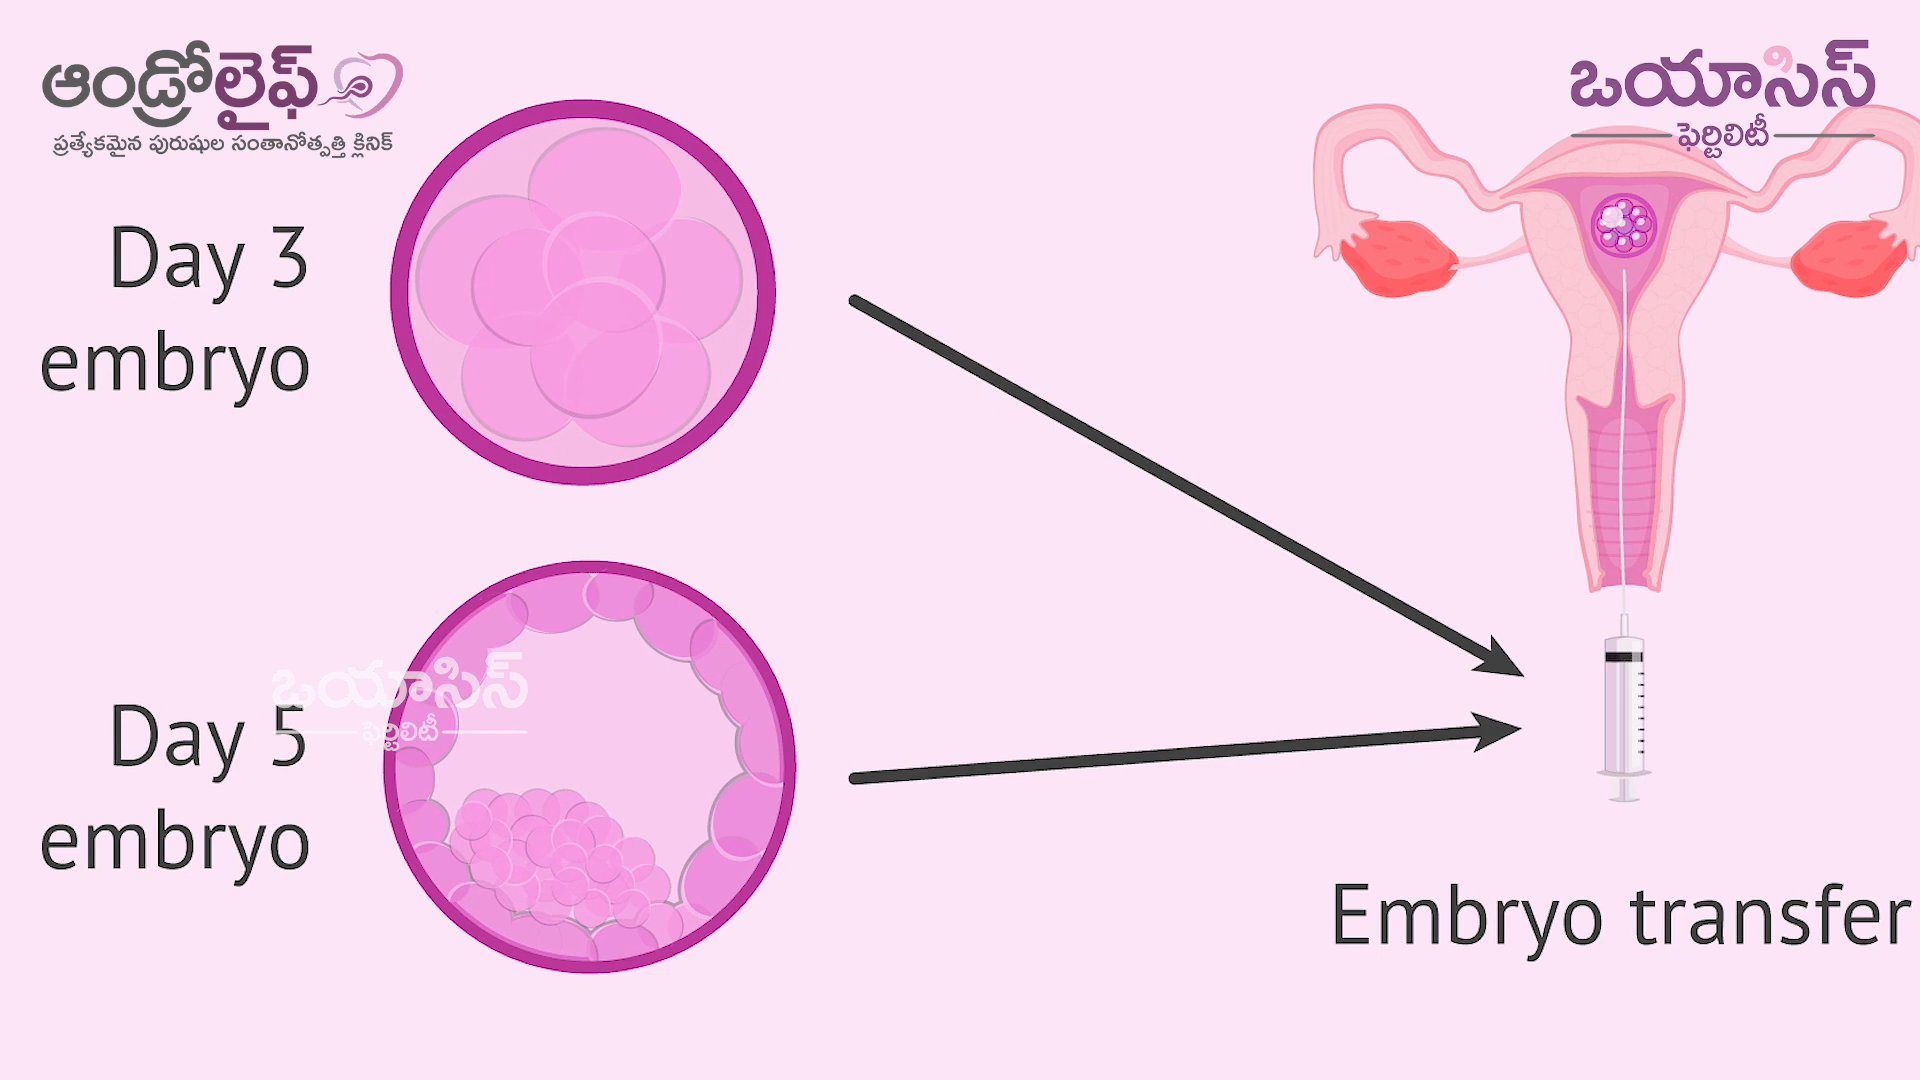 ఆండ్రోలైఫ్
ప్రత్యేకమైన పురుషుల సంతానోత్పత్తి క్లినిక్
ఒయాసిస్
ఫెర్టిలిటీ
Day 3
embryo
ఒయాసిస్
ఫెర్టిలిటీ
Day 5
embryo
Embryo transfer